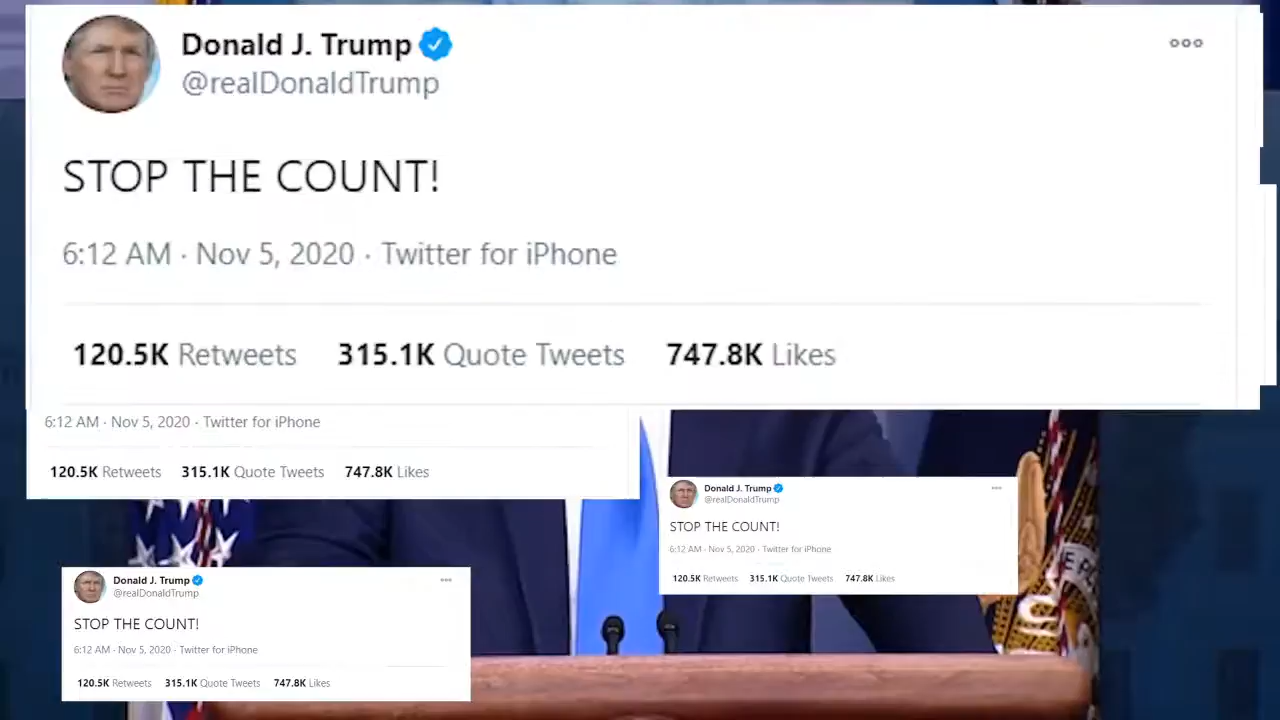 Donald J. Trump
@realDonaldTrump
STOP THE COUNT!
6:12 AM · Nov 5, 2020 · Twitter for iPhone
120.5K Retweets 315.1K Quote Tweets 747.8K Likes
6:12 AM · Nov 5, 2020 · Twitter for iPhone
120.5K Retweets 315.1K Quote Tweets 747.8K Likes
Donald J. Trump
@realDonaldTrump
STOP THE COUNT!
6:12 AM · Nov 5, 2020 · Twitter for iPhone
120.5K Retweets 315.1K Quote Tweets 747.8K Likes
Donald J. Trump
@realDonaldTrump
STOP THE COUNT!
6:12 AM · Nov 5, 2020 · Twitter for iPhone
120.5K Retweets 315.1K Quote Tweets 747.8K Likes